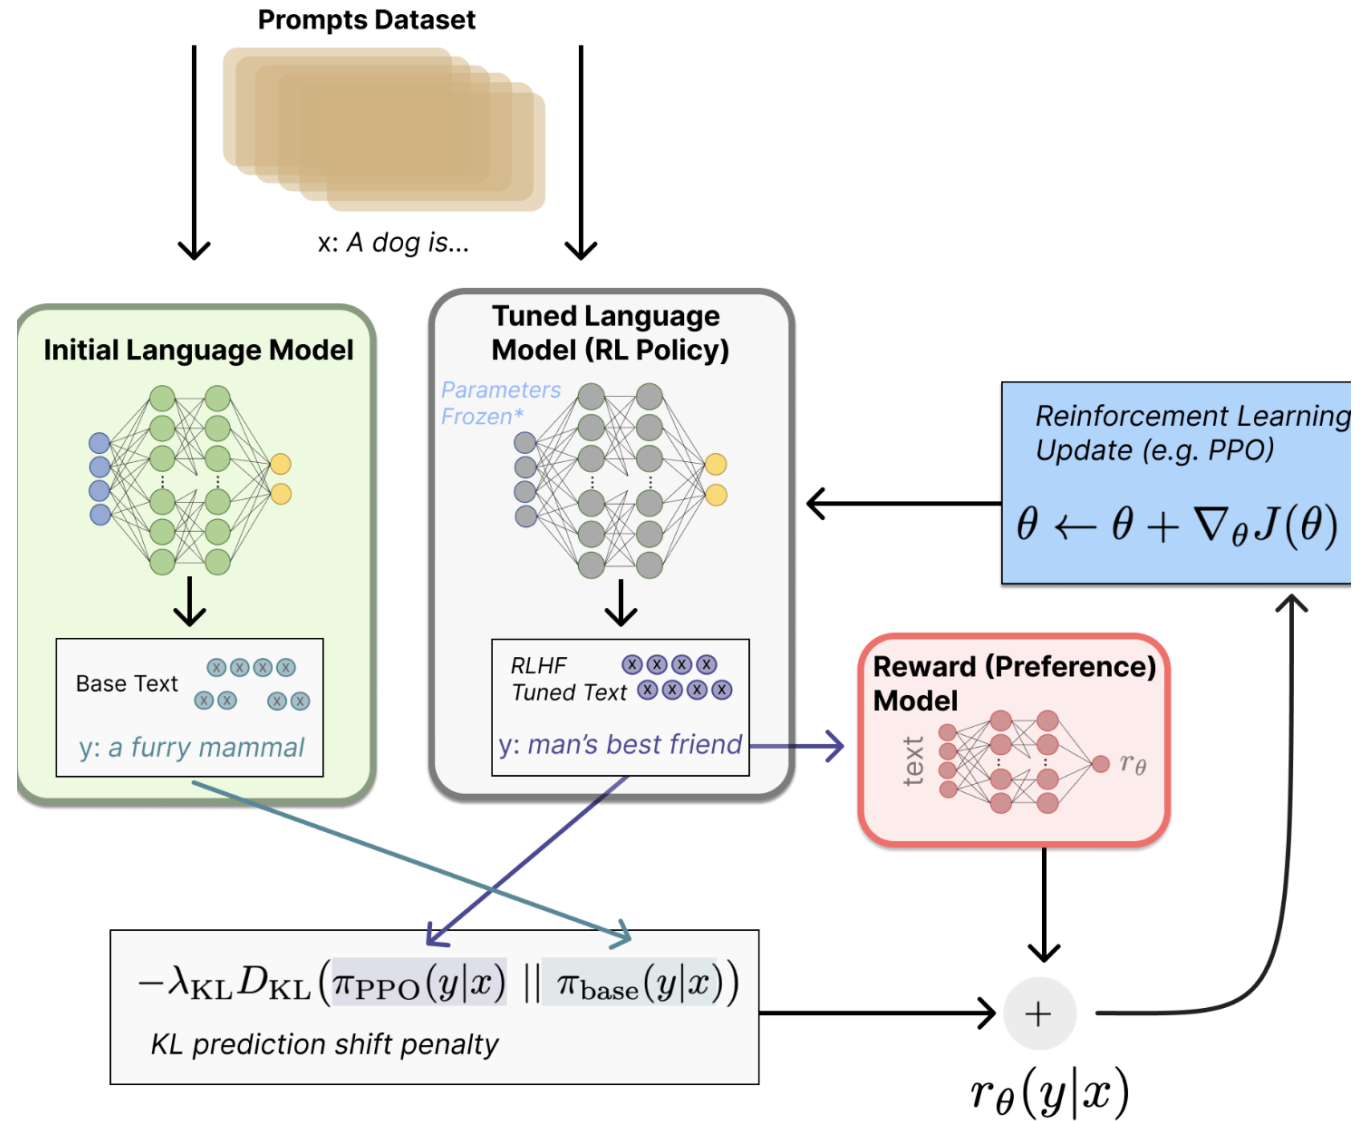 Prompts Dataset
x: A dog is...
Initial Language Model
Tuned Language
Model (RL Policy)
Parameters
Frozen*
Reinforcement Learning
Update (e.g. PPO)
θ ← θ + ∇θJ(θ)
Base Text
x x x x
x x x x
y: a furry mammal
RLHF
Tuned Text
x x x x
x x x x
y: man's best friend
Reward (Preference)
Model
text
rθ
−λKL DKL(πPPO(y|x) || πbase(y|x))
KL prediction shift penalty
+
rθ(y|x)